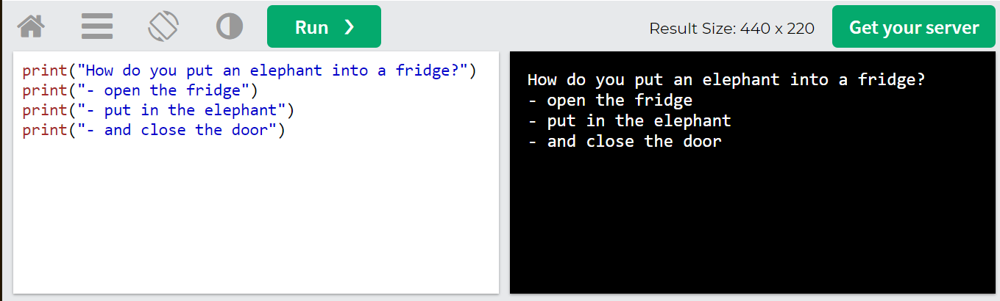 Run ❯
Result Size: 440 x 220
Get your server
print("How do you put an elephant into a fridge?")
print("- open the fridge")
print("- put in the elephant")
print("- and close the door")
How do you put an elephant into a fridge?
- open the fridge
- put in the elephant
- and close the door